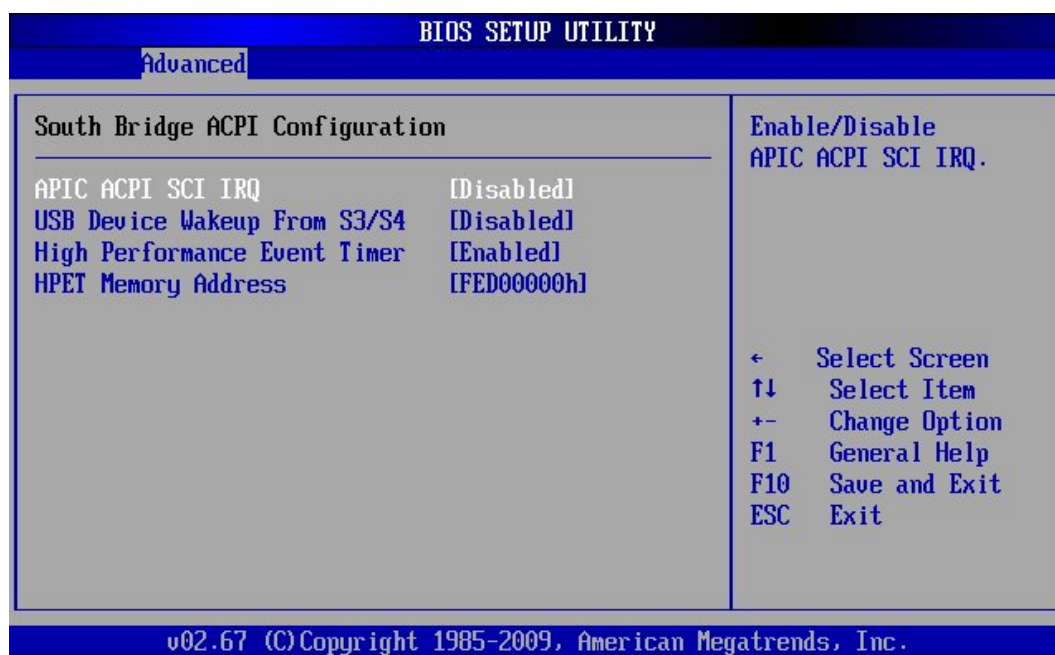 BIOS SETUP UTILITY
Advanced
South Bridge ACPI Configuration
APIC ACPI SCI IRQ [Disabled]
USB Device Wakeup From S3/S4 [Disabled]
High Performance Event Timer [Enabled]
HPET Memory Address [FED00000h]
Enable/Disable
APIC ACPI SCI IRQ.
← Select Screen
↑↓ Select Item
+- Change Option
F1 General Help
F10 Save and Exit
ESC Exit
v02.67 (C)Copyright 1985-2009, American Megatrends, Inc.